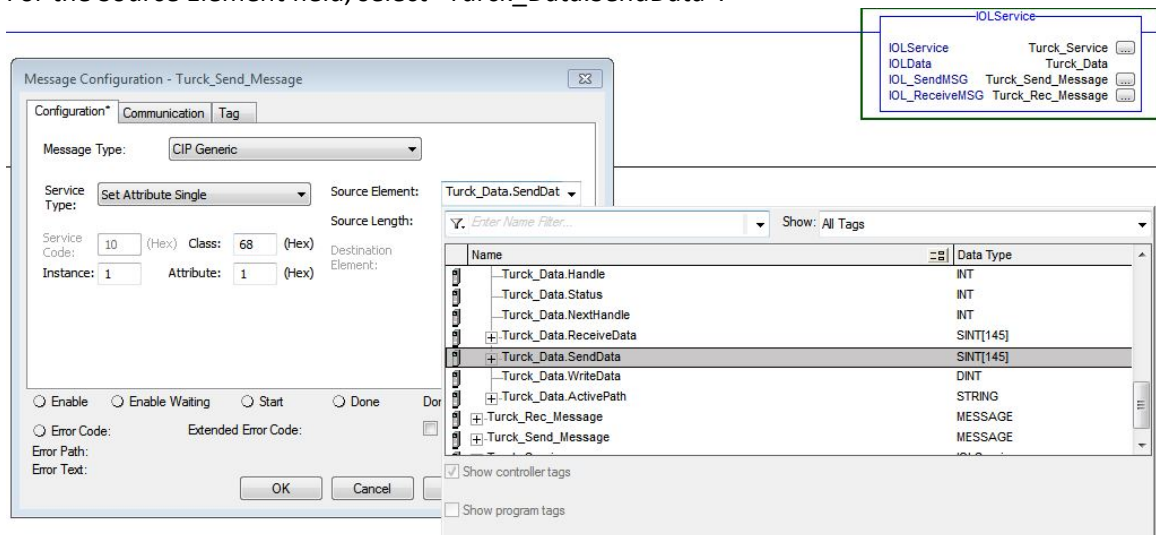 For the Source Element field, select "Turck_Data.SendData".
IOLService
IOLService Turck_Service ...
IOLData Turck_Data
IOL_SendMSG Turck_Send_Message ...
IOL_ReceiveMSG Turck_Rec_Message ...
Message Configuration - Turck_Send_Message
Configuration* Communication Tag
Message Type: CIP Generic
Service Type: Set Attribute Single
Source Element: Turck_Data.SendDat
Source Length:
Service Code: 10 (Hex) Class: 68 (Hex)
Destination Element:
Instance: 1 Attribute: 1 (Hex)
Enter Name Filter... Show: All Tags
Name Data Type
Turck_Data.Handle INT
Turck_Data.Status INT
Turck_Data.NextHandle INT
Turck_Data.ReceiveData SINT[145]
Turck_Data.SendData SINT[145]
Turck_Data.WriteData DINT
Turck_Data.ActivePath STRING
Turck_Rec_Message MESSAGE
Turck_Send_Message MESSAGE
Enable Enable Waiting Start Done
Error Code: Extended Error Code:
Error Path:
Error Text:
OK Cancel
Show controller tags
Show program tags